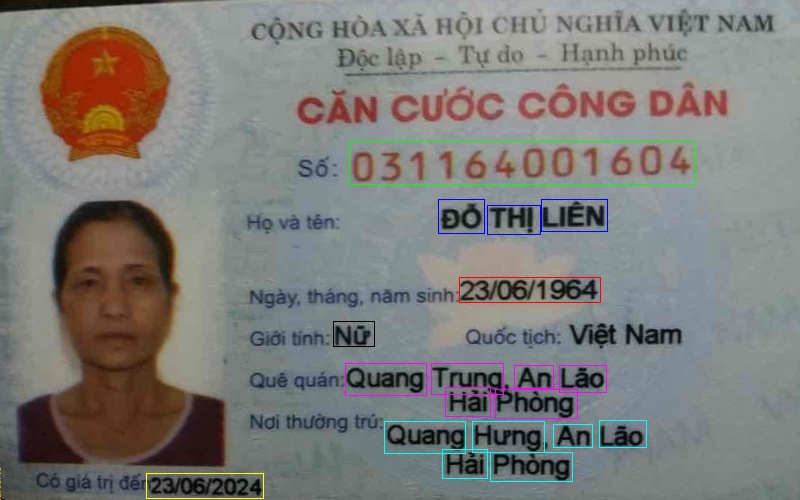 CỘNG HÒA XÃ HỘI CHỦ NGHĨA VIỆT NAM
Độc lập - Tự do - Hạnh phúc
CĂN CƯỚC CÔNG DÂN
Số: 031164001604
Họ và tên: ĐỖ THỊ LIÊN
Ngày, tháng, năm sinh: 23/06/1964
Giới tính: Nữ Quốc tịch: Việt Nam
Quê quán: Quang Trung, An Lão
Hải Phòng
Nơi thường trú: Quang Hưng, An Lão
Hải Phòng
Có giá trị đến 23/06/2024